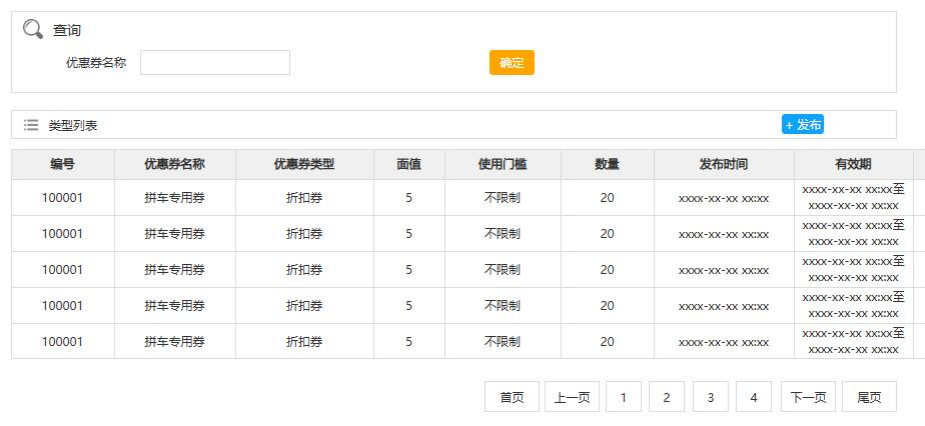 查询
优惠券名称 确定
类型列表 + 发布
编号 优惠券名称 优惠券类型 面值 使用门槛 数量 发布时间 有效期
100001 拼车专用券 折扣券 5 不限制 20 xxxx-xx-xx xx:xx xxxx-xx-xx xx:xx至
xxxx-xx-xx xx:xx
100001 拼车专用券 折扣券 5 不限制 20 xxxx-xx-xx xx:xx xxxx-xx-xx xx:xx至
xxxx-xx-xx xx:xx
100001 拼车专用券 折扣券 5 不限制 20 xxxx-xx-xx xx:xx xxxx-xx-xx xx:xx至
xxxx-xx-xx xx:xx
100001 拼车专用券 折扣券 5 不限制 20 xxxx-xx-xx xx:xx xxxx-xx-xx xx:xx至
xxxx-xx-xx xx:xx
100001 拼车专用券 折扣券 5 不限制 20 xxxx-xx-xx xx:xx xxxx-xx-xx xx:xx至
xxxx-xx-xx xx:xx
首页 上一页 1 2 3 4 下一页 尾页